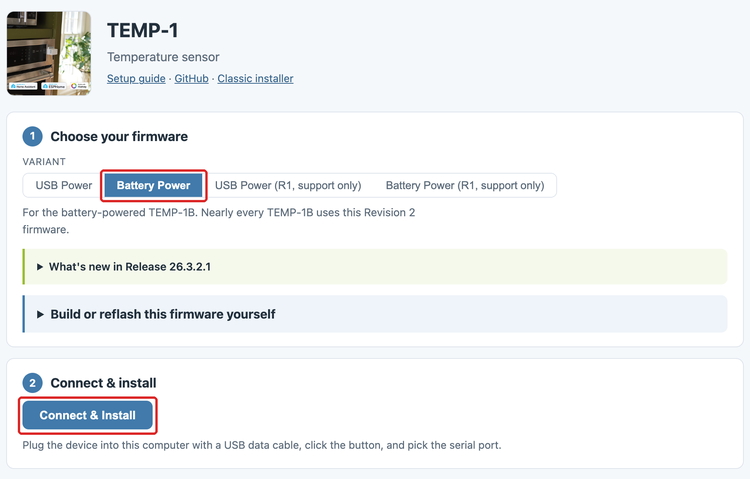 TEMP-1
Temperature sensor
Setup guide · GitHub · Classic installer
1 Choose your firmware
VARIANT
USB Power Battery Power USB Power (R1, support only) Battery Power (R1, support only)
For the battery-powered TEMP-1B. Nearly every TEMP-1B uses this Revision 2
firmware.
What's new in Release 26.3.2.1
Build or reflash this firmware yourself
2 Connect & install
Connect & Install
Plug the device into this computer with a USB data cable, click the button, and pick the serial port.